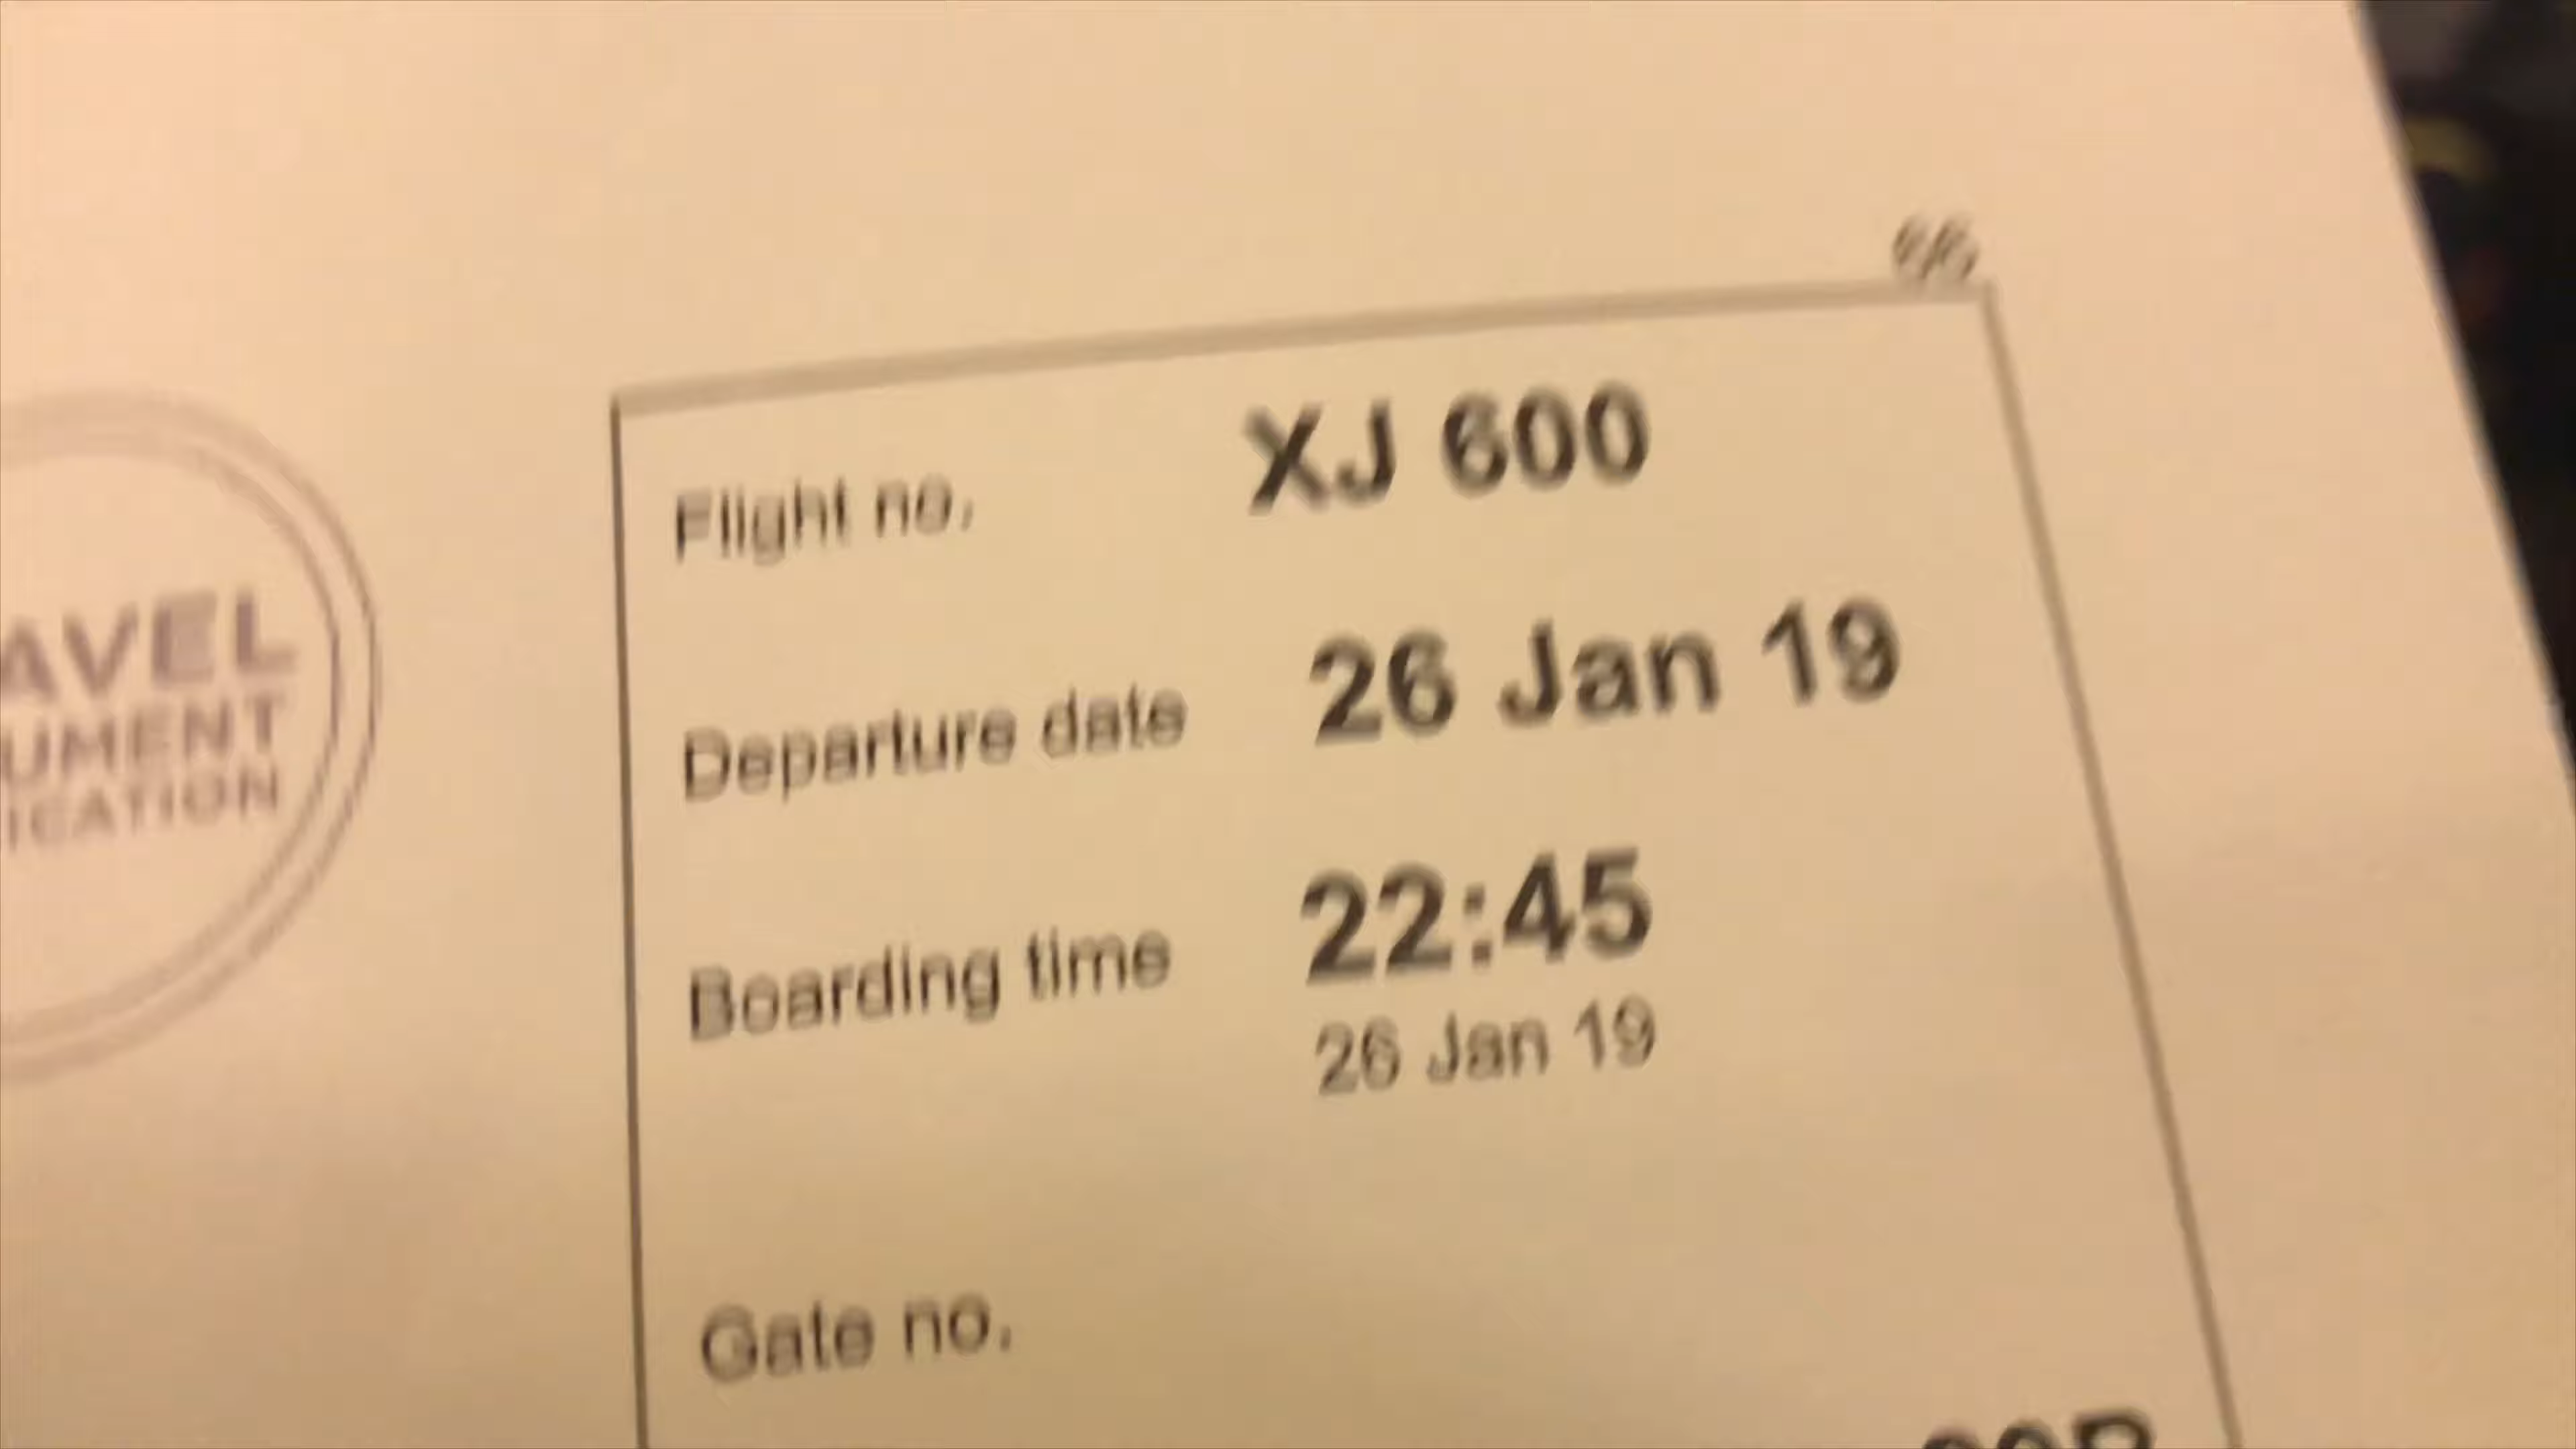 Flight no. XJ 600
Departure date 26 Jan 19
Boarding time 22:45
26 Jan 19
Gate no.
AVEL
UMENT
ICATION
66